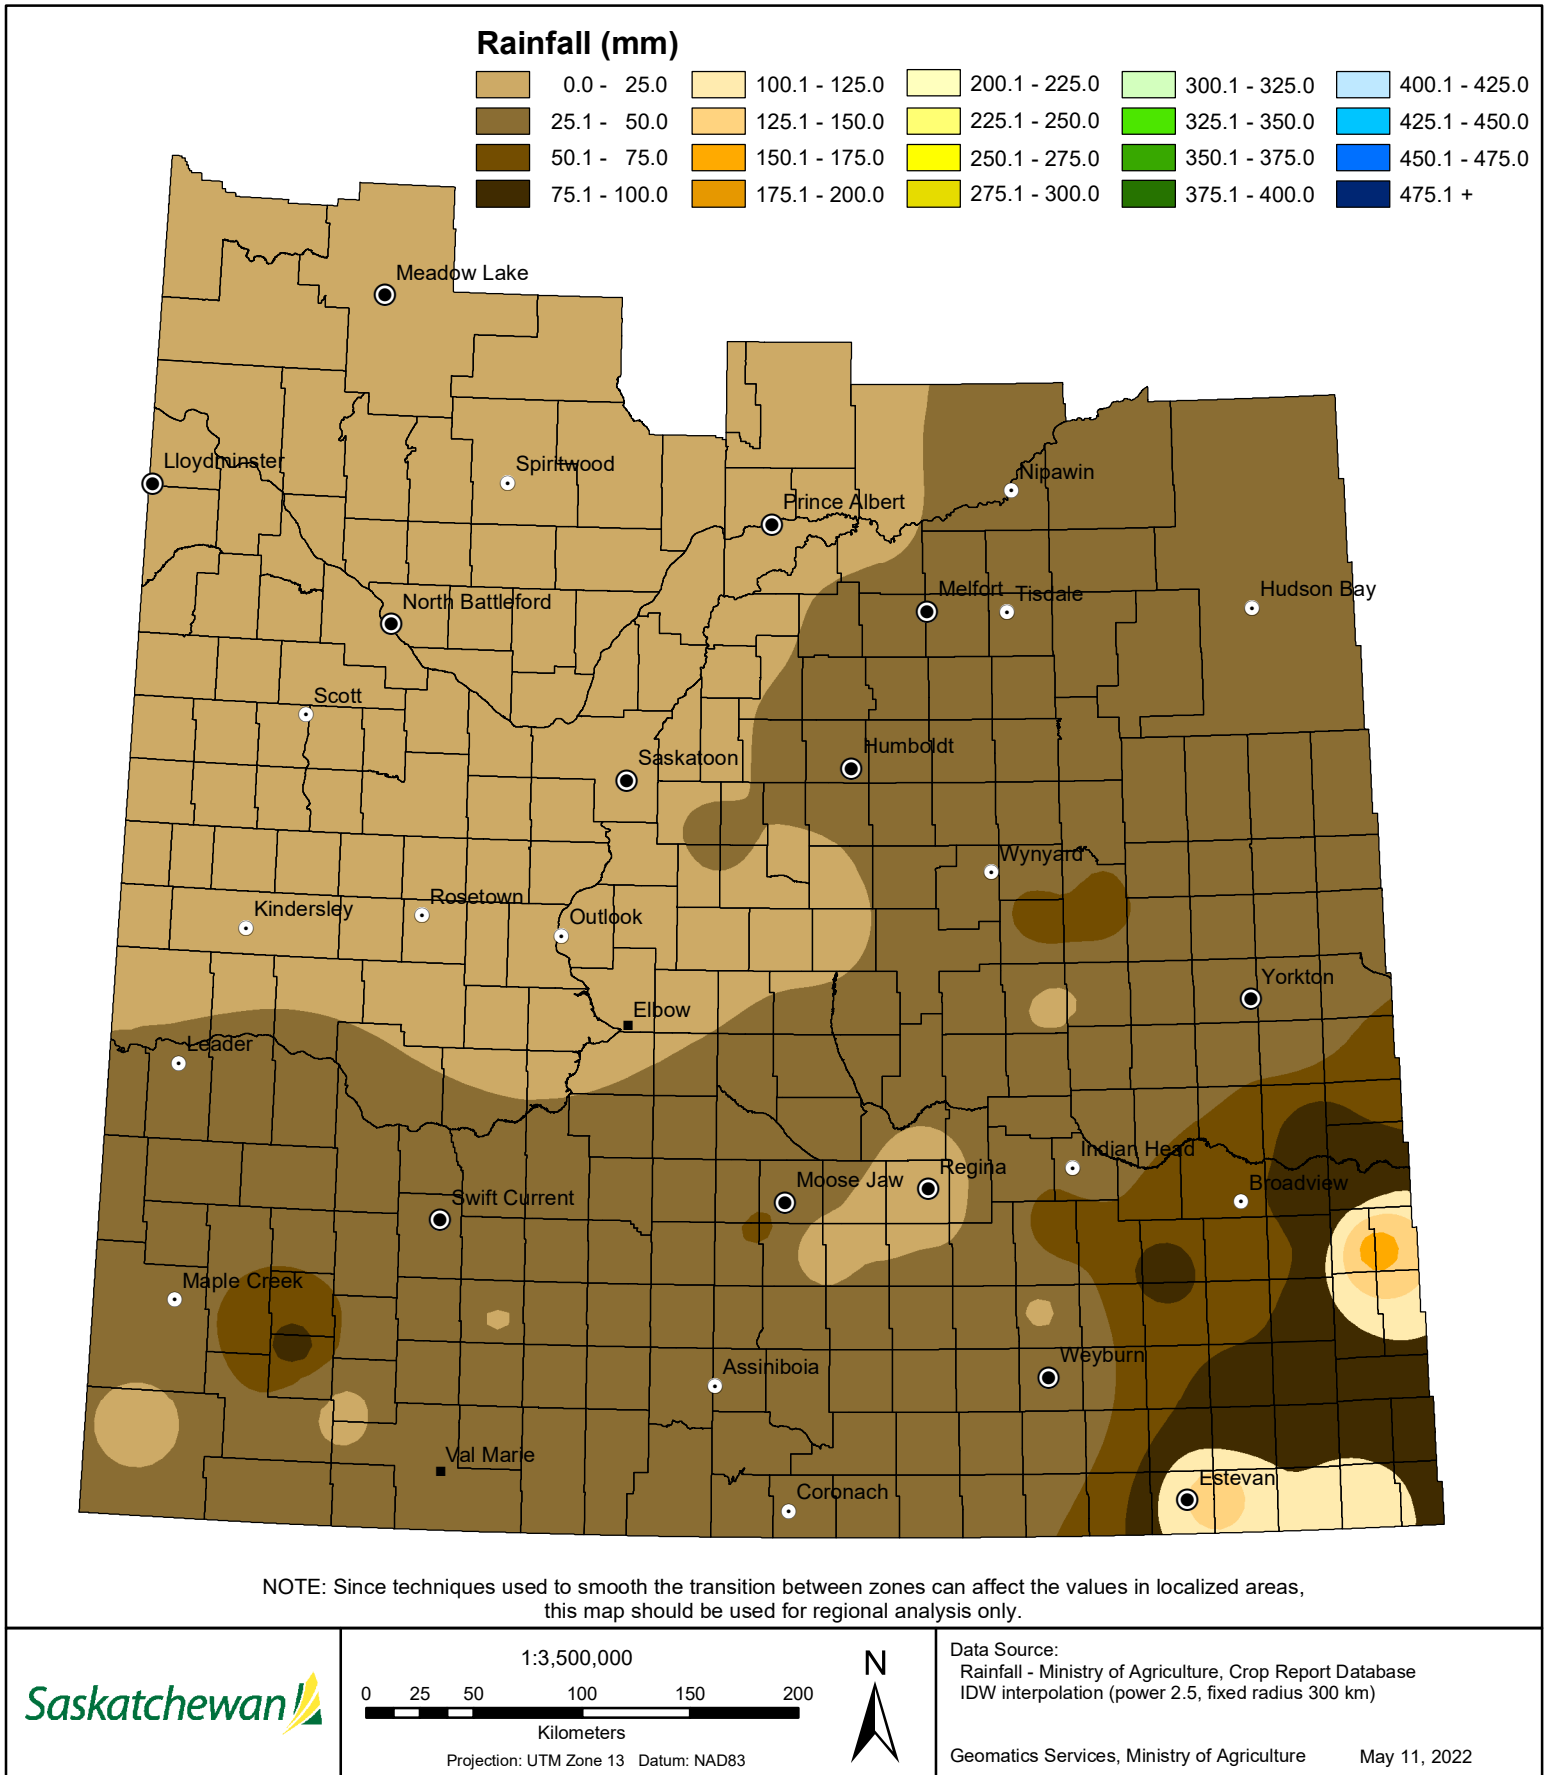 Rainfall (mm)
0.0 - 25.0
25.1 - 50.0
50.1 - 75.0
75.1 - 100.0
100.1 - 125.0
125.1 - 150.0
150.1 - 175.0
175.1 - 200.0
200.1 - 225.0
225.1 - 250.0
250.1 - 275.0
275.1 - 300.0
300.1 - 325.0
325.1 - 350.0
350.1 - 375.0
375.1 - 400.0
400.1 - 425.0
425.1 - 450.0
450.1 - 475.0
475.1 +
Meadow Lake
Lloydminster
Spiritwood
Nipawin
Prince Albert
Melfort
Tisdale
Hudson Bay
North Battleford
Scott
Saskatoon
Humboldt
Wynyard
Rosetown
Kindersley
Outlook
Yorkton
Elbow
Leader
Indian Head
Regina
Moose Jaw
Broadview
Swift Current
Maple Creek
Weyburn
Assiniboia
Val Marie
Estevan
Coronach
NOTE: Since techniques used to smooth the transition between zones can affect the values in localized areas,
this map should be used for regional analysis only.
Saskatchewan
1:3,500,000
0 25 50 100 150 200
Kilometers
Projection: UTM Zone 13 Datum: NAD83
N
Data Source:
Rainfall - Ministry of Agriculture, Crop Report Database
IDW interpolation (power 2.5, fixed radius 300 km)
Geomatics Services, Ministry of Agriculture May 11, 2022